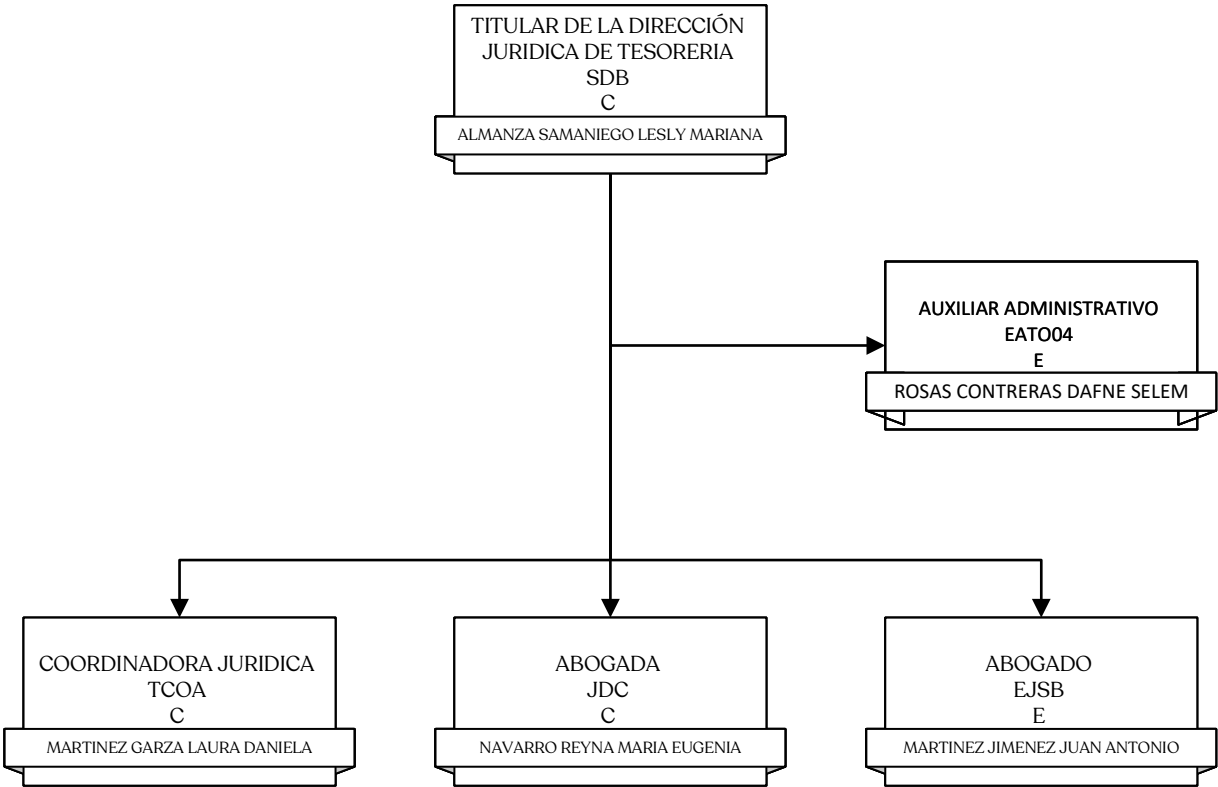 TITULAR DE LA DIRECCIÓN
JURIDICA DE TESORERIA
SDB
C
ALMANZA SAMANIEGO LESLY MARIANA
AUXILIAR ADMINISTRATIVO
EATO04
E
ROSAS CONTRERAS DAFNE SELEM
COORDINADORA JURIDICA
TCOA
C
MARTINEZ GARZA LAURA DANIELA
ABOGADA
JDC
C
NAVARRO REYNA MARIA EUGENIA
ABOGADO
EJSB
E
MARTINEZ JIMENEZ JUAN ANTONIO